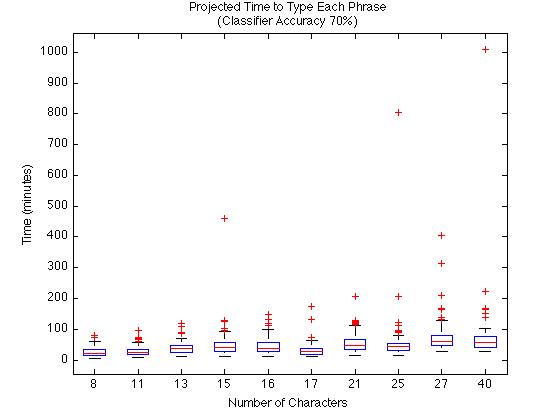 Projected Time to Type Each Phrase
(Classifier Accuracy 70%)
Time (minutes)
1000
900
800
700
600
500
400
300
200
100
0
8 11 13 15 16 17 21 25 27 40
Number of Characters